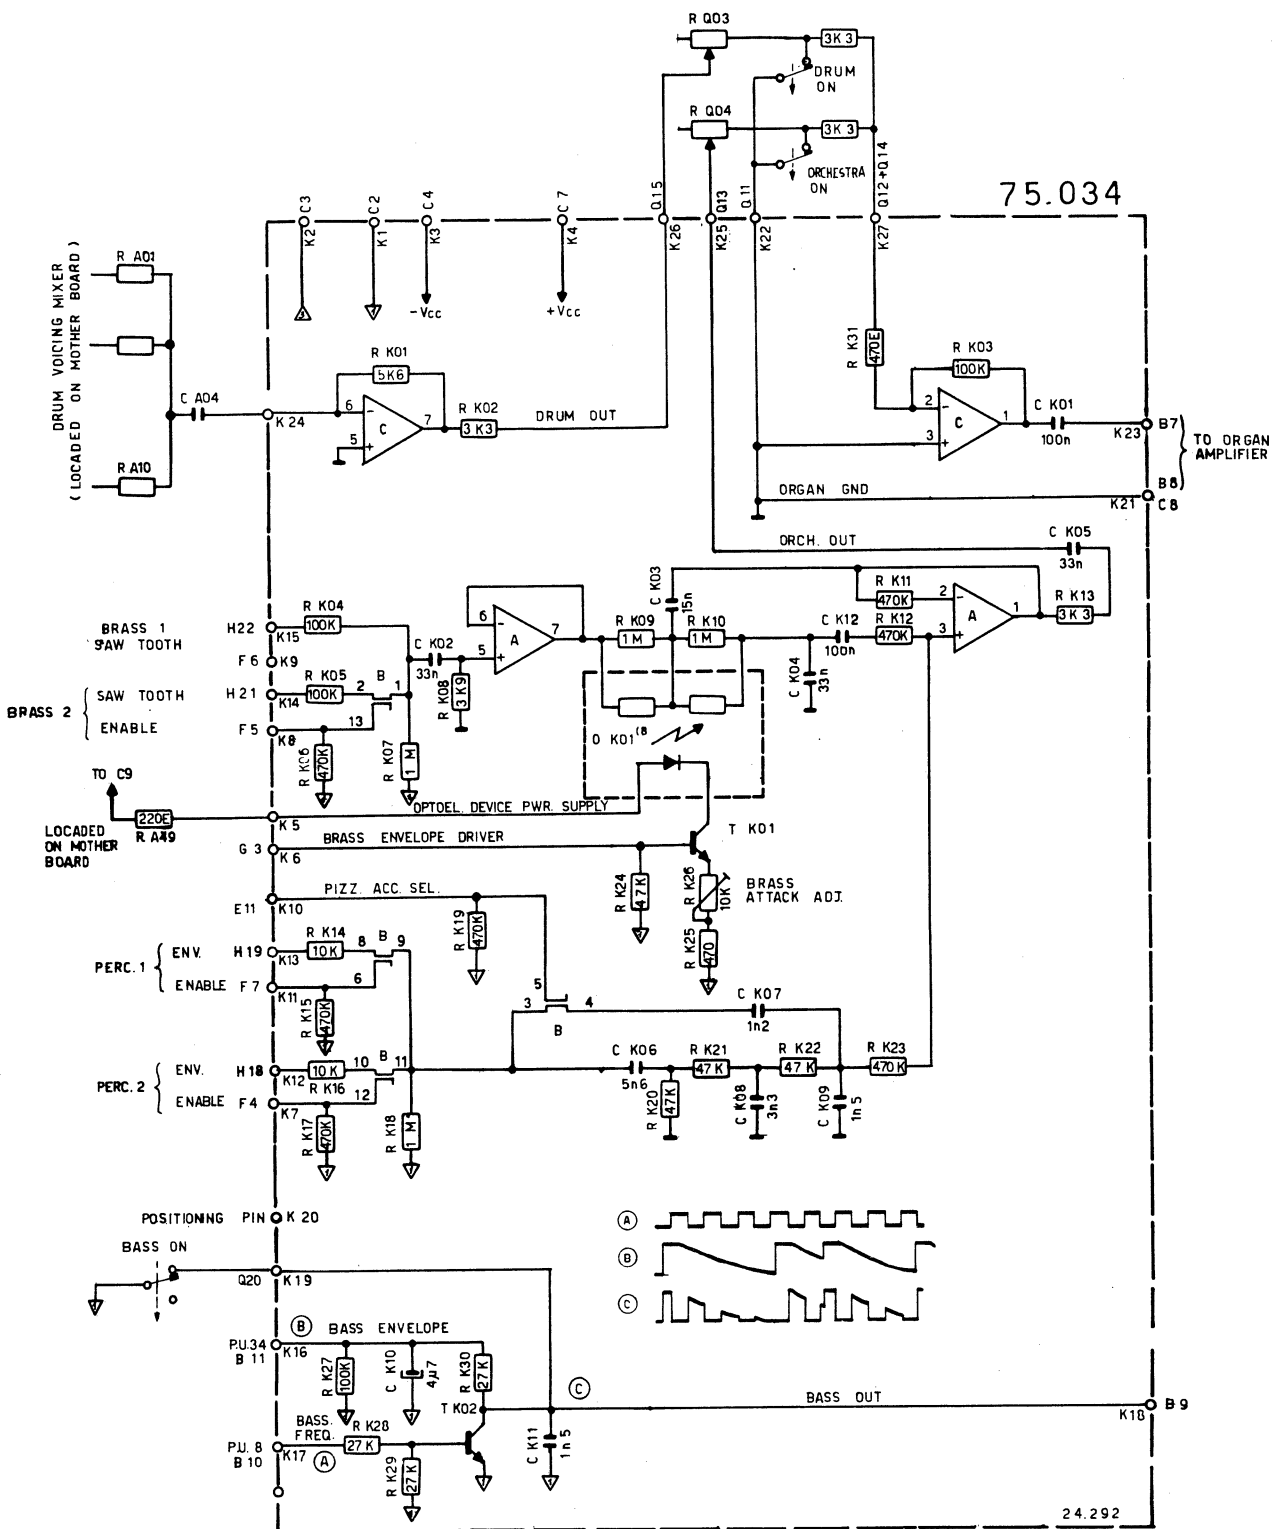 R Q03
3K3
DRUM
ON
R Q04
3K3
ORCHESTRA
ON
75.034
C3
K2
C2
K1
C4
K3
C7
K4
Q15
K26
Q13
K25
Q11
K22
Q12+Q14
K27
-Vcc
+Vcc
DRUM VOICING MIXER
( LOCADED ON MOTHER BOARD )
R A01
R A10
C A04
K24
R K01
5K6
6
-
5
+
C
7
R K02
3K3
DRUM OUT
R K31
470E
R K03
100K
2
-
3
+
C
1
C K01
100n
K23
B7
TO ORGAN
AMPLIFIER
B8
K21
C8
ORGAN GND
ORCH. OUT
C K05
33n
BRASS 1
SAW TOOTH
H22
K15
R K04
100K
F6
K9
BRASS 2
SAW TOOTH
ENABLE
H21
K14
R K05
100K
2
B
1
F5
K8
13
R K06
470K
R K07
1M
C K02
33n
R K08
3K9
6
-
5
+
A
7
R K09
1M
C K03
15n
R K10
1M
C K04
33n
C K12
100n
R K11
470K
R K12
470K
2
-
3
+
A
1
R K13
3K3
O K01 (8
TO C9
220E
R A49
LOCADED
ON MOTHER
BOARD
K5
OPTOEL. DEVICE PWR. SUPPLY
G3
K6
BRASS ENVELOPE DRIVER
T K01
R K24
47K
R K26
10K
BRASS
ATTACK ADJ.
R K25
470
E11
K10
PIZZ. ACC. SEL.
R K19
470K
PERC.1
ENV.
ENABLE
H19
K13
R K14
10K
8
B
9
F7
K11
6
R K15
470K
5
3
4
B
C K07
1n2
PERC. 2
ENV.
ENABLE
H18
K12
10K
R K16
10
B
11
F4
K7
12
R K17
470K
R K18
1M
C K06
5n6
R K20
47K
R K21
47K
C K08
3n3
R K22
47K
C K09
1n5
R K23
470K
POSITIONING PIN
K20
BASS ON
Q20
K19
A
B
C
P.U.34
B 11
K16
B
BASS ENVELOPE
R K27
100K
C K10
4µ7
R K30
27K
T K02
C
C K11
1n5
BASS OUT
K18
B9
BASS.
FREQ.
P.U. 8
B 10
K17
A
R K28
27K
R K29
27K
24.292